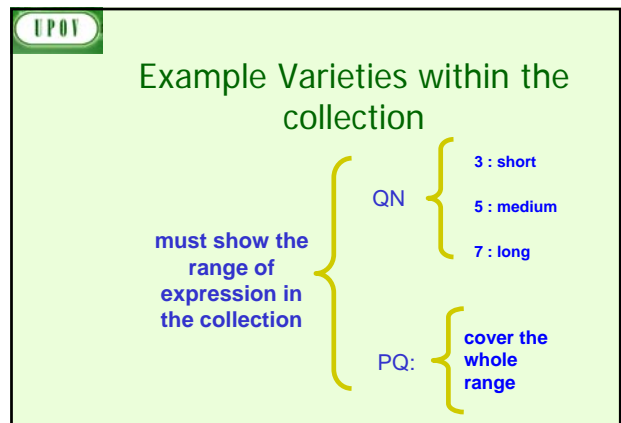 UPOV
Example Varieties within the
collection
must show the
range of
expression in
the collection
QN
3 : short
5 : medium
7 : long
PQ:
cover the
whole
range